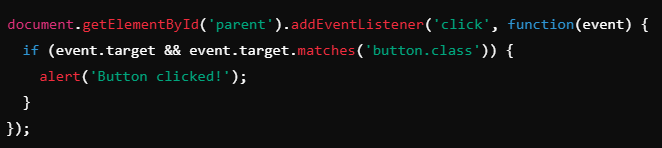 document.getElementById('parent').addEventListener('click', function(event) {
  if (event.target && event.target.matches('button.class')) {
    alert('Button clicked!');
  }
});